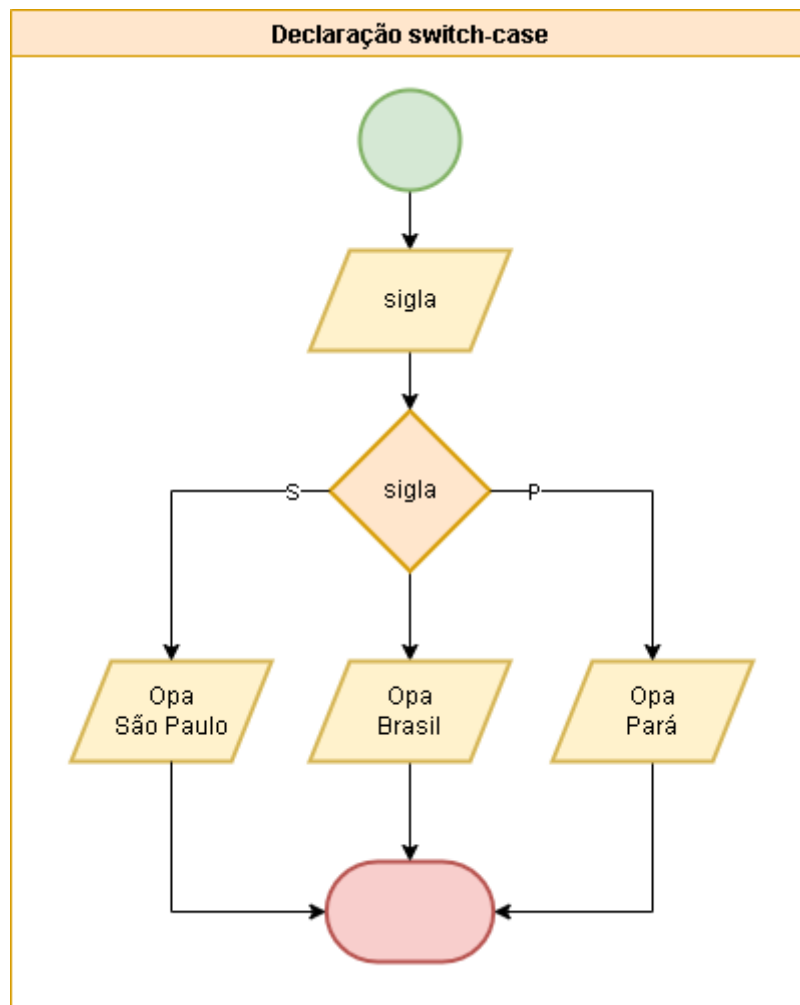 Declaração switch-case
sigla
sigla
S
P
Opa
São Paulo
Opa
Brasil
Opa
Pará